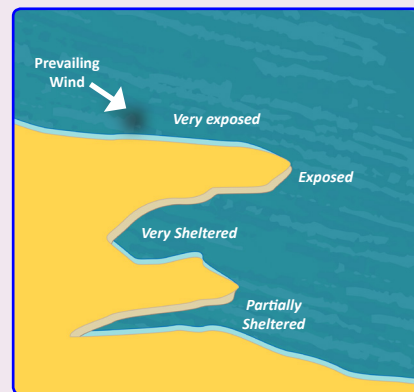 Prevailing
Wind
Very exposed
Exposed
Very Sheltered
Partially
Sheltered